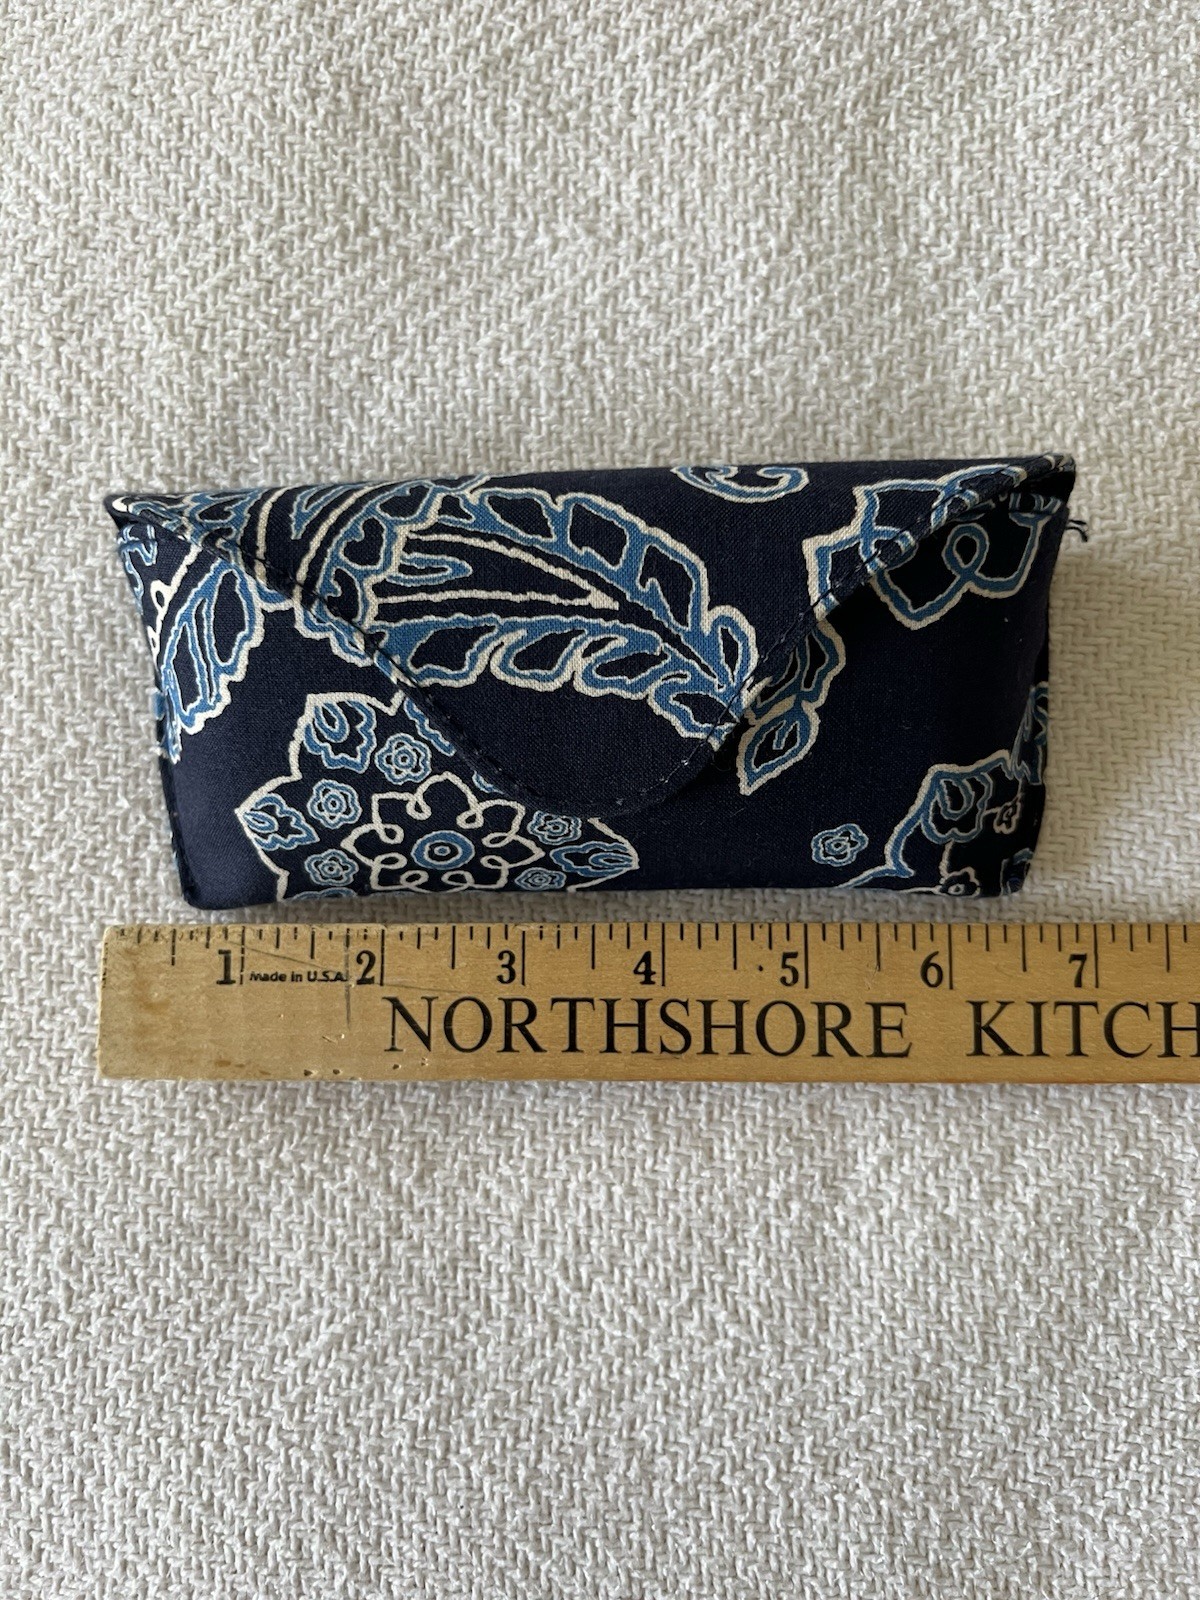 1 Made in U.S.A. 2 3 4 5 6 7
NORTHSHORE KITCH